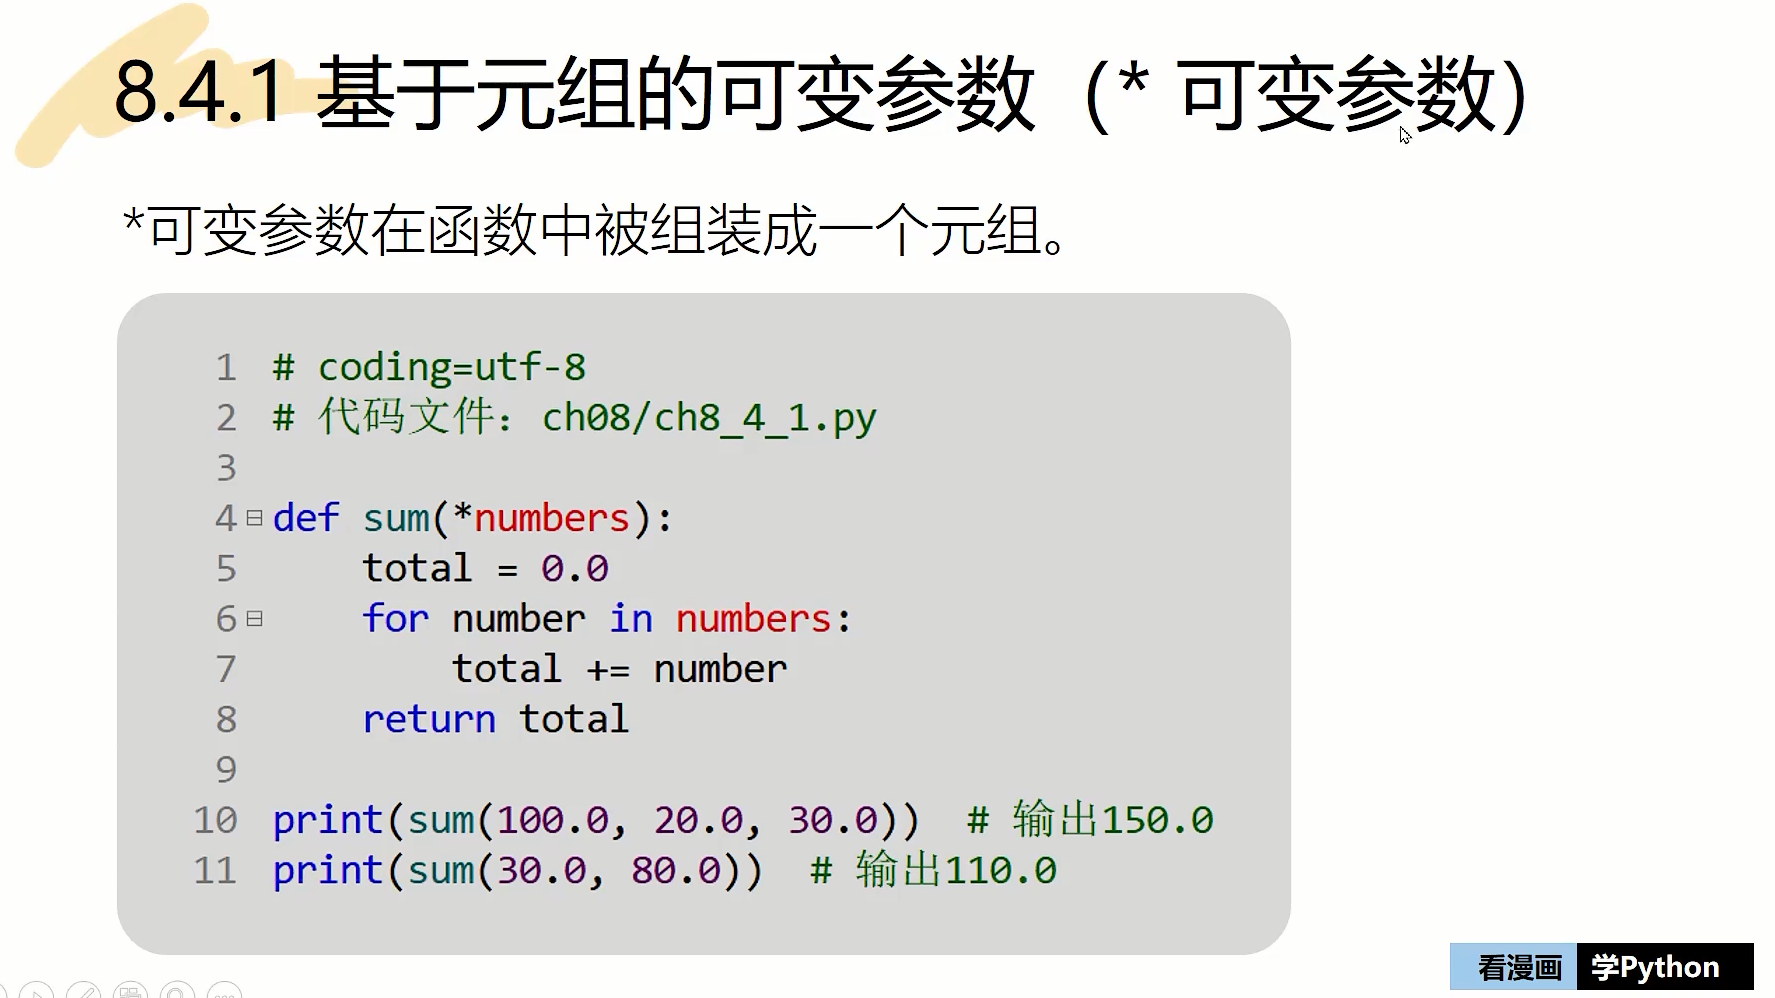 8.4.1 基于元组的可变参数（* 可变参数）
*可变参数在函数中被组装成一个元组。
1 # coding=utf-8
2 # 代码文件：ch08/ch8_4_1.py
3
4 def sum(*numbers):
5     total = 0.0
6     for number in numbers:
7         total += number
8     return total
9
10 print(sum(100.0, 20.0, 30.0))  # 输出150.0
11 print(sum(30.0, 80.0))  # 输出110.0
看漫画 学Python